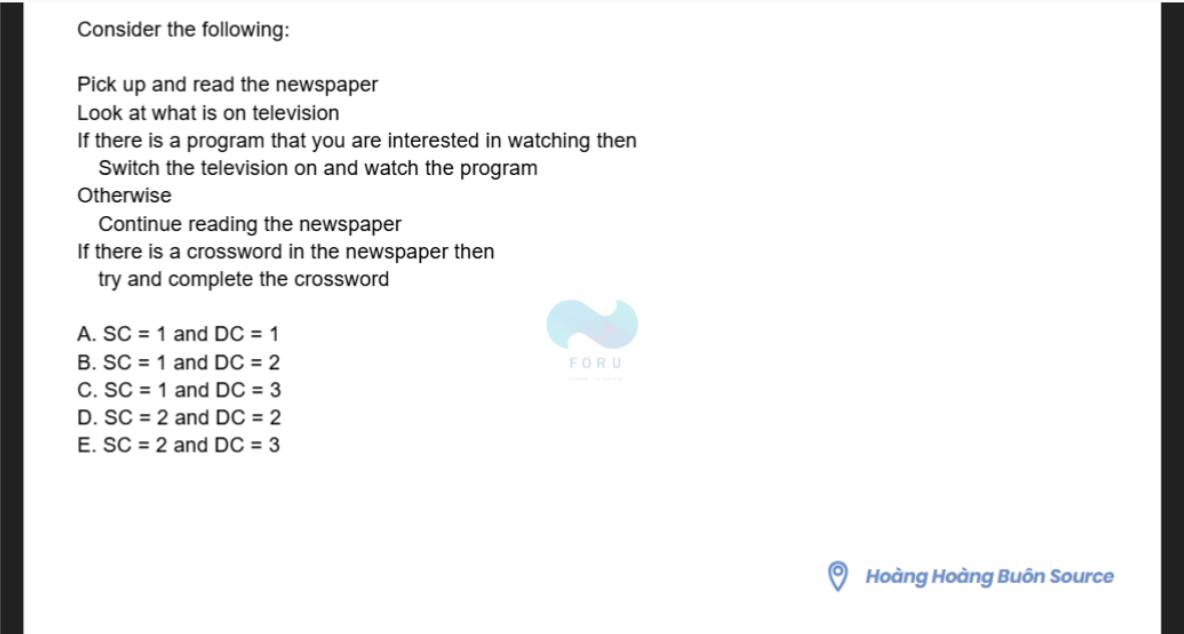 Consider the following:
Pick up and read the newspaper
Look at what is on television
If there is a program that you are interested in watching then
Switch the television on and watch the program
Otherwise
Continue reading the newspaper
If there is a crossword in the newspaper then
try and complete the crossword
A. SC = 1 and DC = 1
B. SC = 1 and DC = 2
C. SC = 1 and DC = 3
D. SC = 2 and DC = 2
E. SC = 2 and DC = 3
FORU
Hoàng Hoàng Buôn Source